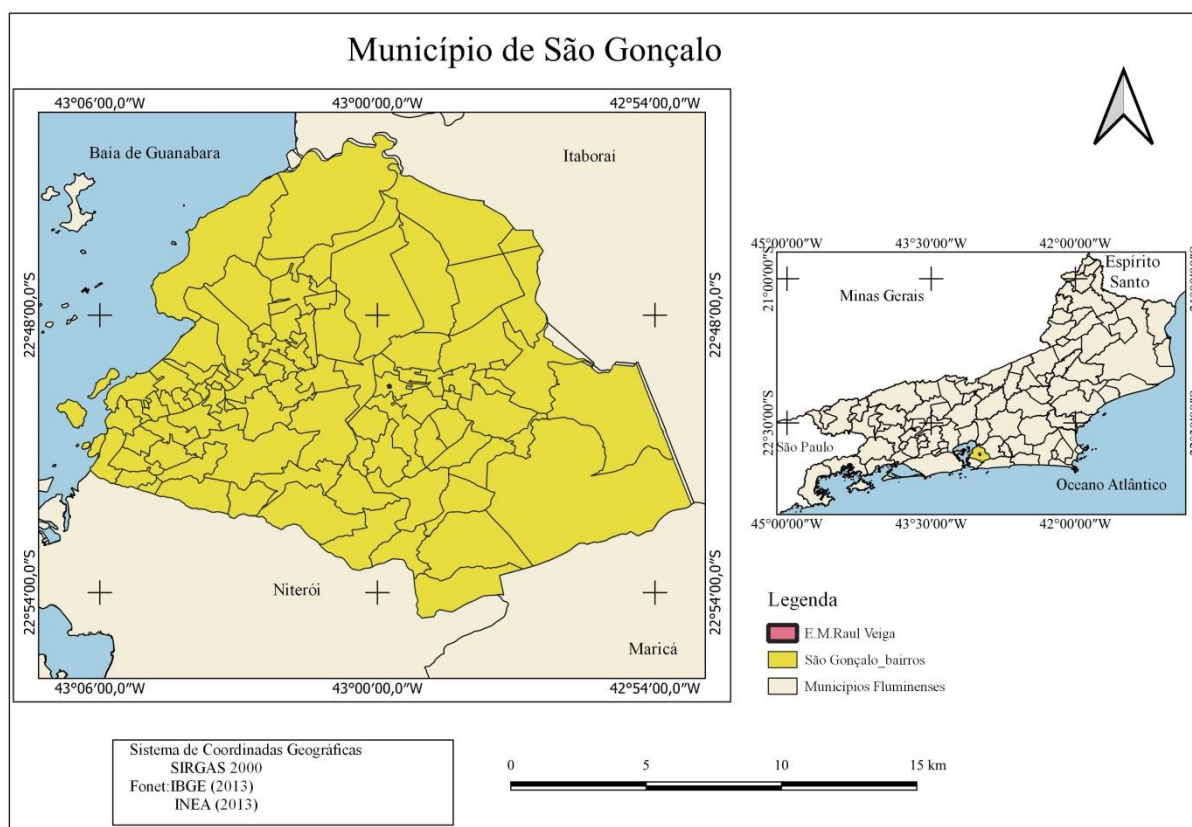 Município de São Gonçalo
43°06'00,0"W 43°00'00,0"W 42°54'00,0"W
Baía de Guanabara
Itaboraí
22°48'00,0"S
22°48'00,0"S
22°54'00,0"S
22°54'00,0"S
Niterói
Maricá
43°06'00,0"W 43°00'00,0"W 42°54'00,0"W
45°00'00"W 43°30'00"W 42°00'00"W
Espírito
Santo
Minas Gerais
21°00'00"S
22°30'00"S
São Paulo
Oceano Atlântico
45°00'00"W 43°30'00"W 42°00'00"W
Legenda
E.M.Raul Veiga
São Gonçalo_bairros
Municípios Fluminenses
Sistema de Coordinadas Geográficas
SIRGAS 2000
Fonet:IBGE (2013)
INEA (2013)
0 5 10 15 km